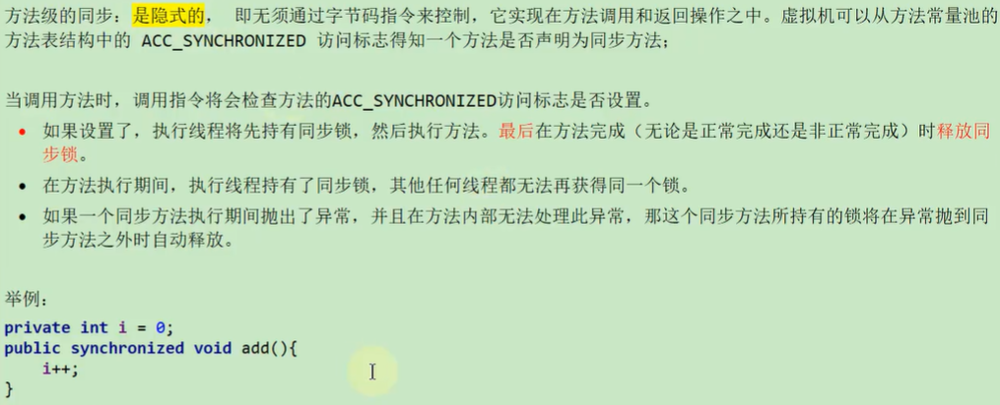 方法级的同步：是隐式的， 即无须通过字节码指令来控制，它实现在方法调用和返回操作之中。虚拟机可以从方法常量池的
方法表结构中的 ACC_SYNCHRONIZED 访问标志得知一个方法是否声明为同步方法；
当调用方法时，调用指令将会检查方法的ACC_SYNCHRONIZED访问标志是否设置。
• 如果设置了，执行线程将先持有同步锁，然后执行方法。最后在方法完成（无论是正常完成还是非正常完成）时释放同
步锁。
• 在方法执行期间，执行线程持有了同步锁，其他任何线程都无法再获得同一个锁。
• 如果一个同步方法执行期间抛出了异常，并且在方法内部无法处理此异常，那这个同步方法所持有的锁将在异常抛到同
步方法之外时自动释放。
举例：
private int i = 0;
public synchronized void add(){
    i++;
}